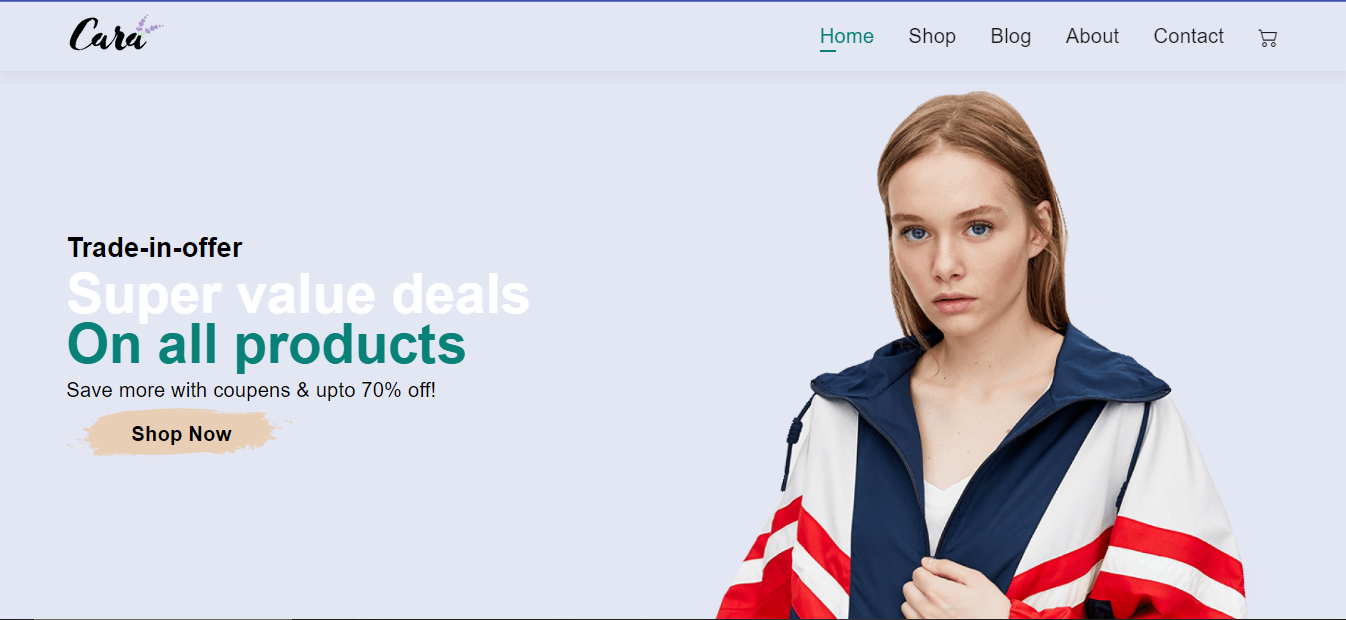 Cara
Home Shop Blog About Contact
Trade-in-offer
Super value deals
On all products
Save more with coupens & upto 70% off!
Shop Now